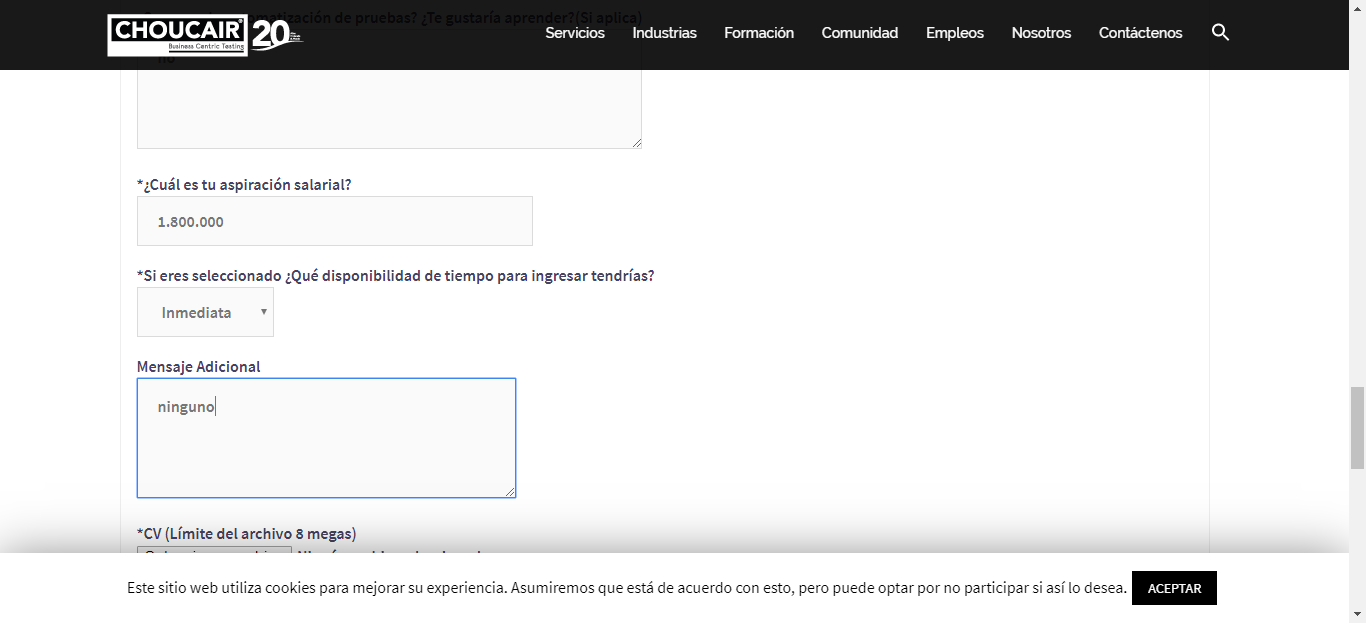 matización de pruebas? ¿Te gustaría aprender?(Si aplica)
CHOUCAIR
Business Centric Testing
20
Servicios
Industrias
Formación
Comunidad
Empleos
Nosotros
Contáctenos
no
*¿Cuál es tu aspiración salarial?
1.800.000
*Si eres seleccionado ¿Qué disponibilidad de tiempo para ingresar tendrías?
Inmediata
Mensaje Adicional
ninguno
*CV (Límite del archivo 8 megas)
Este sitio web utiliza cookies para mejorar su experiencia. Asumiremos que está de acuerdo con esto, pero puede optar por no participar si así lo desea.
ACEPTAR